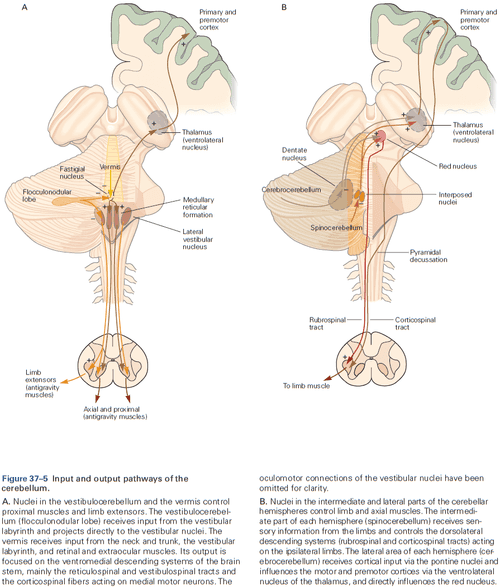 A
Primary and
premotor
cortex
Thalamus
(ventrolateral
nucleus)
Fastigial
nucleus
Vermis
Flocculonodular
lobe
Medullary
reticular
formation
Lateral
vestibular
nucleus
Limb
extensors
(antigravity
muscles)
Axial and proximal
(antigravity muscles)
B
Primary and
premotor
cortex
Thalamus
(ventrolateral
nucleus)
Dentate
nucleus
Red nucleus
Cerebrocerebellum
Interposed
nuclei
Spinocerebellum
Pyramidal
decussation
Rubrospinal
tract
Corticospinal
tract
To limb muscle
Figure 37–5 Input and output pathways of the
cerebellum.
A. Nuclei in the vestibulocerebellum and the vermis control
proximal muscles and limb extensors. The vestibulocerebel-
lum (flocculonodular lobe) receives input from the vestibular
labyrinth and projects directly to the vestibular nuclei. The
vermis receives input from the neck and trunk, the vestibular
labyrinth, and retinal and extraocular muscles. Its output is
focused on the ventromedial descending systems of the brain
stem, mainly the reticulospinal and vestibulospinal tracts and
the corticospinal fibers acting on medial motor neurons. The
oculomotor connections of the vestibular nuclei have been
omitted for clarity.
B. Nuclei in the intermediate and lateral parts of the cerebellar
hemispheres control limb and axial muscles. The intermedi-
ate part of each hemisphere (spinocerebellum) receives sen-
sory information from the limbs and controls the dorsolateral
descending systems (rubrospinal and corticospinal tracts) acting
on the ipsilateral limbs. The lateral area of each hemisphere (cer-
ebrocerebellum) receives cortical input via the pontine nuclei and
influences the motor and premotor cortices via the ventrolateral
nucleus of the thalamus, and directly influences the red nucleus.